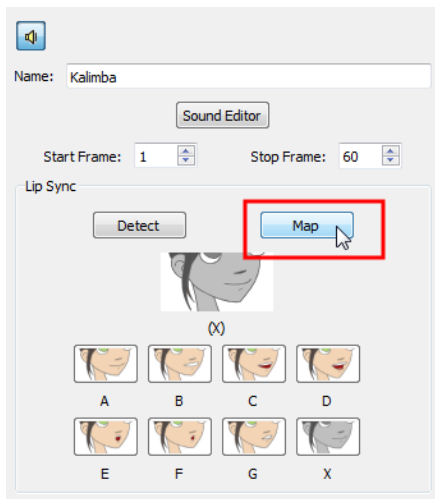 Name: Kalimba
Sound Editor
Start Frame: 1 Stop Frame: 60
Lip Sync
Detect Map
(X)
A B C D
E F G X